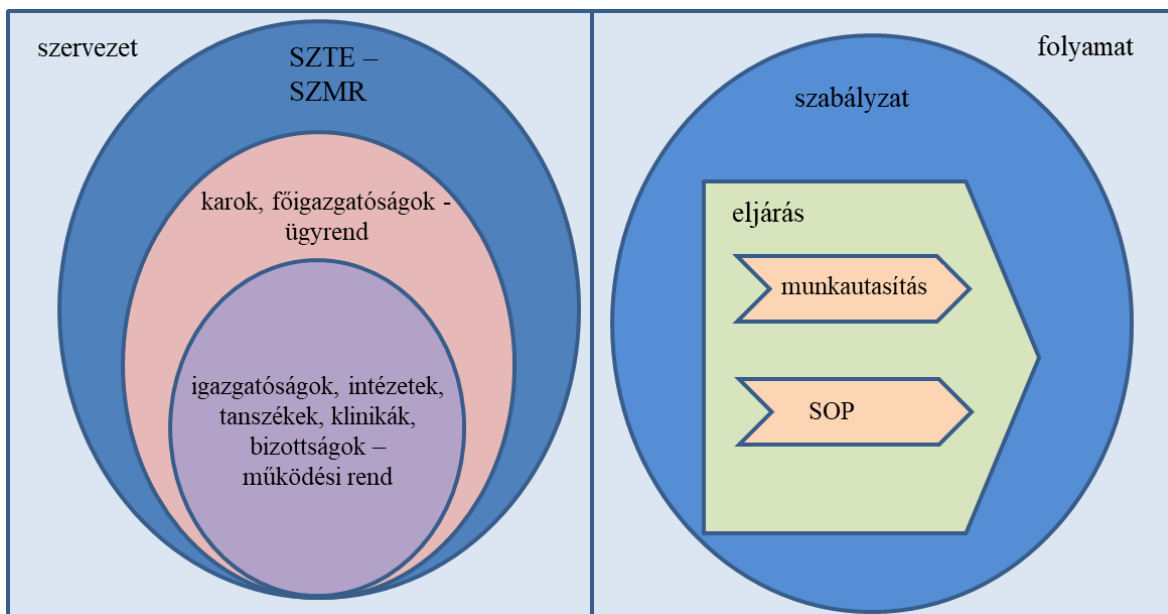 szervezet
SZTE –
SZMR
karok, főigazgatóságok -
ügyrend
igazgatóságok, intézetek,
tanszékek, klinikák,
bizottságok –
működési rend
folyamat
szabályzat
eljárás
munkautasítás
SOP